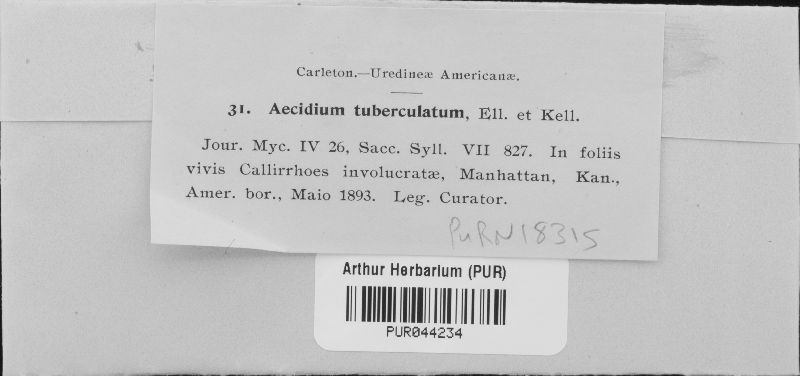 Carleton.—Uredineæ Americanæ.
31. Aecidium tuberculatum, Ell. et Kell.
Jour. Myc. IV 26, Sacc. Syll. VII 827. In foliis
vivis Callirrhoes involucratæ, Manhattan, Kan.,
Amer. bor., Maio 1893. Leg. Curator.
PURN18315
Arthur Herbarium (PUR)
PUR044234